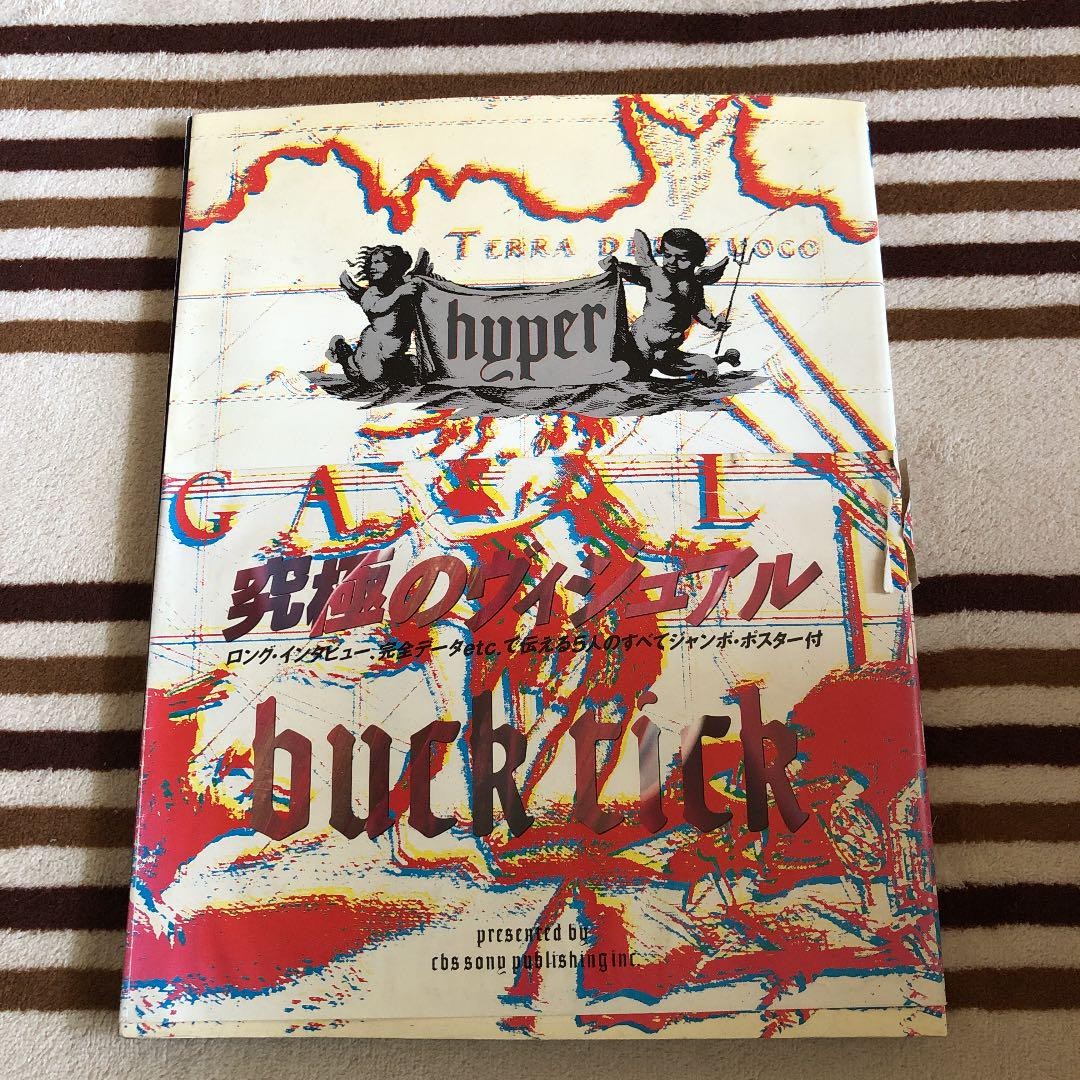 TERRA DEL FUOCO
hyper
GA L
究極のヴィジュアル
ロング・インタビュー、完全データetc.で伝える5人のすべてジャンボ・ポスター付
buck tick
presented by
cbs sony publishing inc.